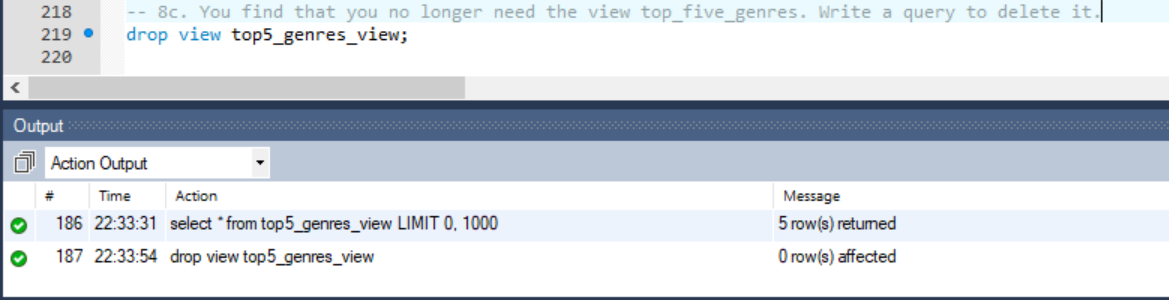 218 -- 8c. You find that you no longer need the view top_five_genres. Write a query to delete it.
219 drop view top5_genres_view;
220
Output
Action Output
# Time Action Message
186 22:33:31 select * from top5_genres_view LIMIT 0, 1000 5 row(s) returned
187 22:33:54 drop view top5_genres_view 0 row(s) affected